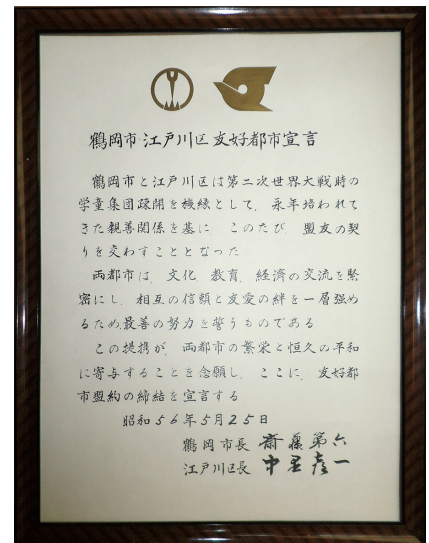 鶴岡市・江戸川区友好都市宣言
鶴岡市と江戸川区は第二次世界大戦時の
学童集団疎開を機縁として、永年培われて
きた親善関係を基に、このたび、盟友の契
りを交わすこととなった
両都市は、文化、教育、経済の交流を緊
密にし、相互の信頼と友愛の絆を一層強め
るため、最善の努力を誓うものである
この提携が、両都市の繁栄と恒久の平和
に寄与することを念願し、ここに、友好都
市盟約の締結を宣言する
昭和56年5月25日
鶴岡市長 斎藤第六
江戸川区長 中里彦一